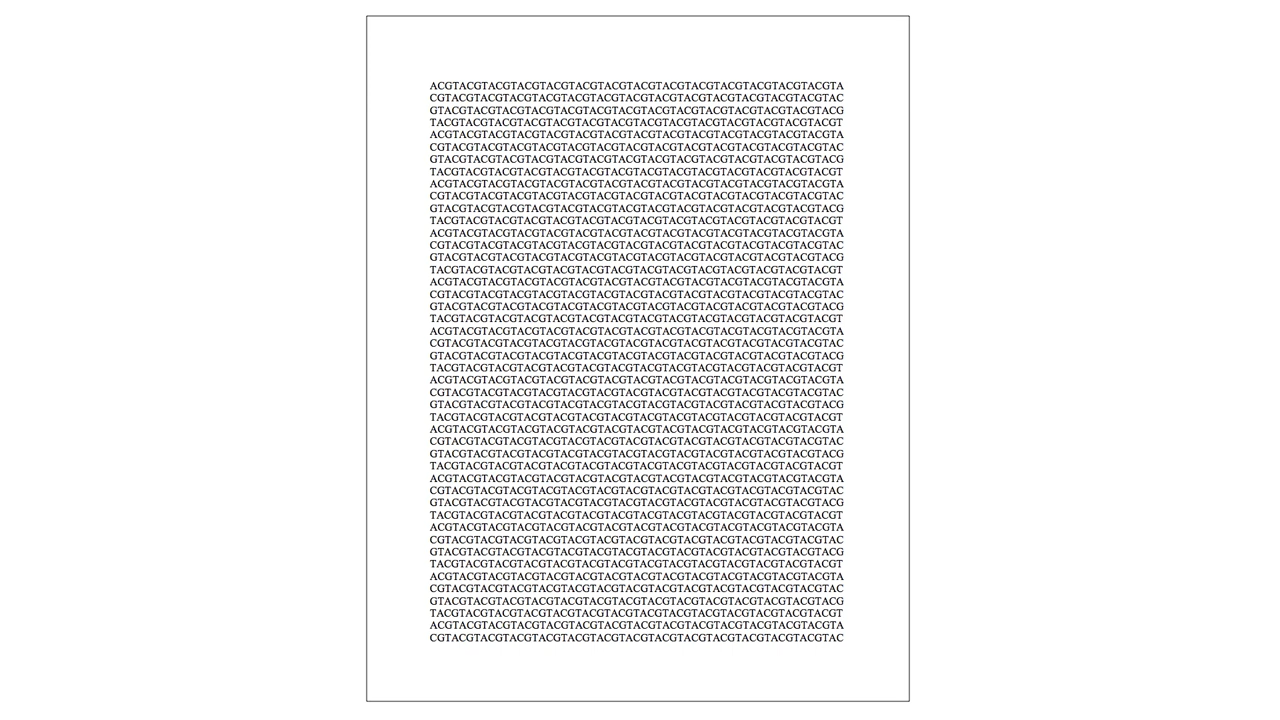 ACGTACGTACGTACGTACGTACGTACGTACGTACGTACGTACGTACGTACGTACGTA
CGTACGTACGTACGTACGTACGTACGTACGTACGTACGTACGTACGTACGTACGTAC
GTACGTACGTACGTACGTACGTACGTACGTACGTACGTACGTACGTACGTACGTACG
TACGTACGTACGTACGTACGTACGTACGTACGTACGTACGTACGTACGTACGTACGT
ACGTACGTACGTACGTACGTACGTACGTACGTACGTACGTACGTACGTACGTACGTA
CGTACGTACGTACGTACGTACGTACGTACGTACGTACGTACGTACGTACGTACGTAC
GTACGTACGTACGTACGTACGTACGTACGTACGTACGTACGTACGTACGTACGTACG
TACGTACGTACGTACGTACGTACGTACGTACGTACGTACGTACGTACGTACGTACGT
ACGTACGTACGTACGTACGTACGTACGTACGTACGTACGTACGTACGTACGTACGTA
CGTACGTACGTACGTACGTACGTACGTACGTACGTACGTACGTACGTACGTACGTAC
GTACGTACGTACGTACGTACGTACGTACGTACGTACGTACGTACGTACGTACGTACG
TACGTACGTACGTACGTACGTACGTACGTACGTACGTACGTACGTACGTACGTACGT
ACGTACGTACGTACGTACGTACGTACGTACGTACGTACGTACGTACGTACGTACGTA
CGTACGTACGTACGTACGTACGTACGTACGTACGTACGTACGTACGTACGTACGTAC
GTACGTACGTACGTACGTACGTACGTACGTACGTACGTACGTACGTACGTACGTACG
TACGTACGTACGTACGTACGTACGTACGTACGTACGTACGTACGTACGTACGTACGT
ACGTACGTACGTACGTACGTACGTACGTACGTACGTACGTACGTACGTACGTACGTA
CGTACGTACGTACGTACGTACGTACGTACGTACGTACGTACGTACGTACGTACGTAC
GTACGTACGTACGTACGTACGTACGTACGTACGTACGTACGTACGTACGTACGTACG
TACGTACGTACGTACGTACGTACGTACGTACGTACGTACGTACGTACGTACGTACGT
ACGTACGTACGTACGTACGTACGTACGTACGTACGTACGTACGTACGTACGTACGTA
CGTACGTACGTACGTACGTACGTACGTACGTACGTACGTACGTACGTACGTACGTAC
GTACGTACGTACGTACGTACGTACGTACGTACGTACGTACGTACGTACGTACGTACG
TACGTACGTACGTACGTACGTACGTACGTACGTACGTACGTACGTACGTACGTACGT
ACGTACGTACGTACGTACGTACGTACGTACGTACGTACGTACGTACGTACGTACGTA
CGTACGTACGTACGTACGTACGTACGTACGTACGTACGTACGTACGTACGTACGTAC
GTACGTACGTACGTACGTACGTACGTACGTACGTACGTACGTACGTACGTACGTACG
TACGTACGTACGTACGTACGTACGTACGTACGTACGTACGTACGTACGTACGTACGT
ACGTACGTACGTACGTACGTACGTACGTACGTACGTACGTACGTACGTACGTACGTA
CGTACGTACGTACGTACGTACGTACGTACGTACGTACGTACGTACGTACGTACGTAC
GTACGTACGTACGTACGTACGTACGTACGTACGTACGTACGTACGTACGTACGTACG
TACGTACGTACGTACGTACGTACGTACGTACGTACGTACGTACGTACGTACGTACGT
ACGTACGTACGTACGTACGTACGTACGTACGTACGTACGTACGTACGTACGTACGTA
CGTACGTACGTACGTACGTACGTACGTACGTACGTACGTACGTACGTACGTACGTAC
GTACGTACGTACGTACGTACGTACGTACGTACGTACGTACGTACGTACGTACGTACG
TACGTACGTACGTACGTACGTACGTACGTACGTACGTACGTACGTACGTACGTACGT
ACGTACGTACGTACGTACGTACGTACGTACGTACGTACGTACGTACGTACGTACGTA
CGTACGTACGTACGTACGTACGTACGTACGTACGTACGTACGTACGTACGTACGTAC
GTACGTACGTACGTACGTACGTACGTACGTACGTACGTACGTACGTACGTACGTACG
TACGTACGTACGTACGTACGTACGTACGTACGTACGTACGTACGTACGTACGTACGT
ACGTACGTACGTACGTACGTACGTACGTACGTACGTACGTACGTACGTACGTACGTA
CGTACGTACGTACGTACGTACGTACGTACGTACGTACGTACGTACGTACGTACGTAC
GTACGTACGTACGTACGTACGTACGTACGTACGTACGTACGTACGTACGTACGTACG
TACGTACGTACGTACGTACGTACGTACGTACGTACGTACGTACGTACGTACGTACGT
ACGTACGTACGTACGTACGTACGTACGTACGTACGTACGTACGTACGTACGTACGTA
CGTACGTACGTACGTACGTACGTACGTACGTACGTACGTACGTACGTACGTACGTAC